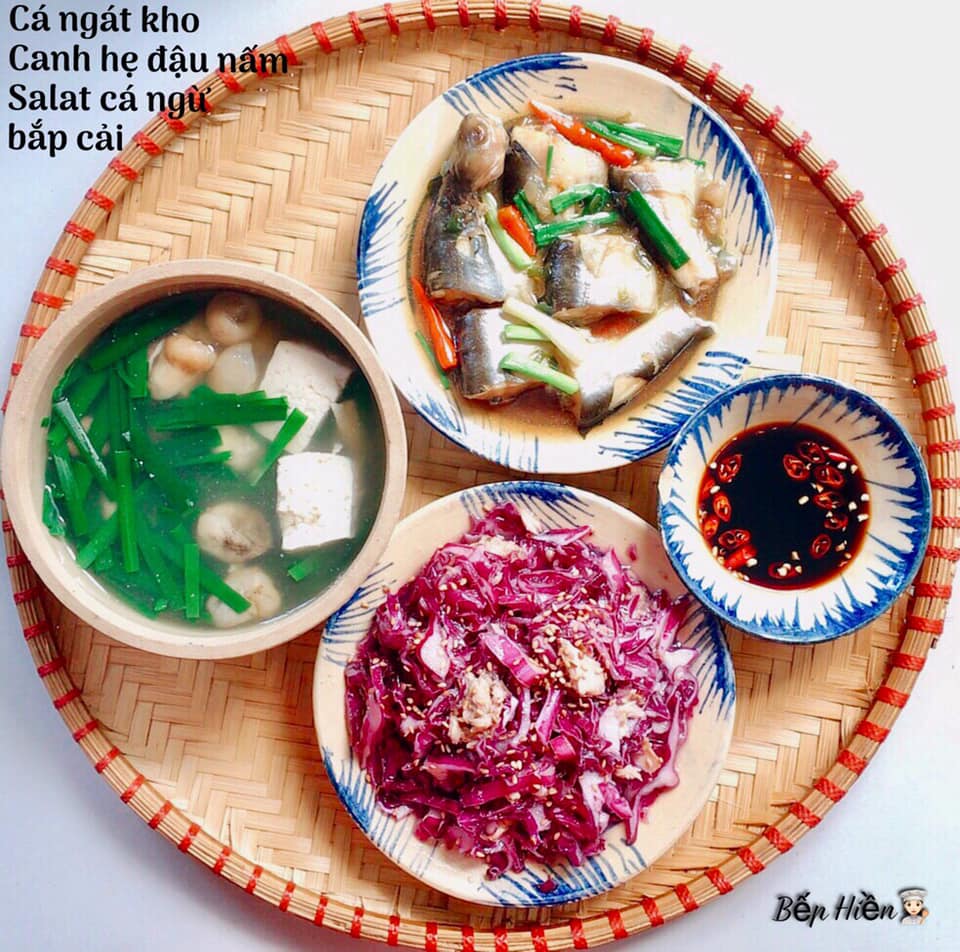 Cá ngát kho
Canh hẹ đậu nấm
Salat cá ngừ
bắp cải
Bếp Hiền